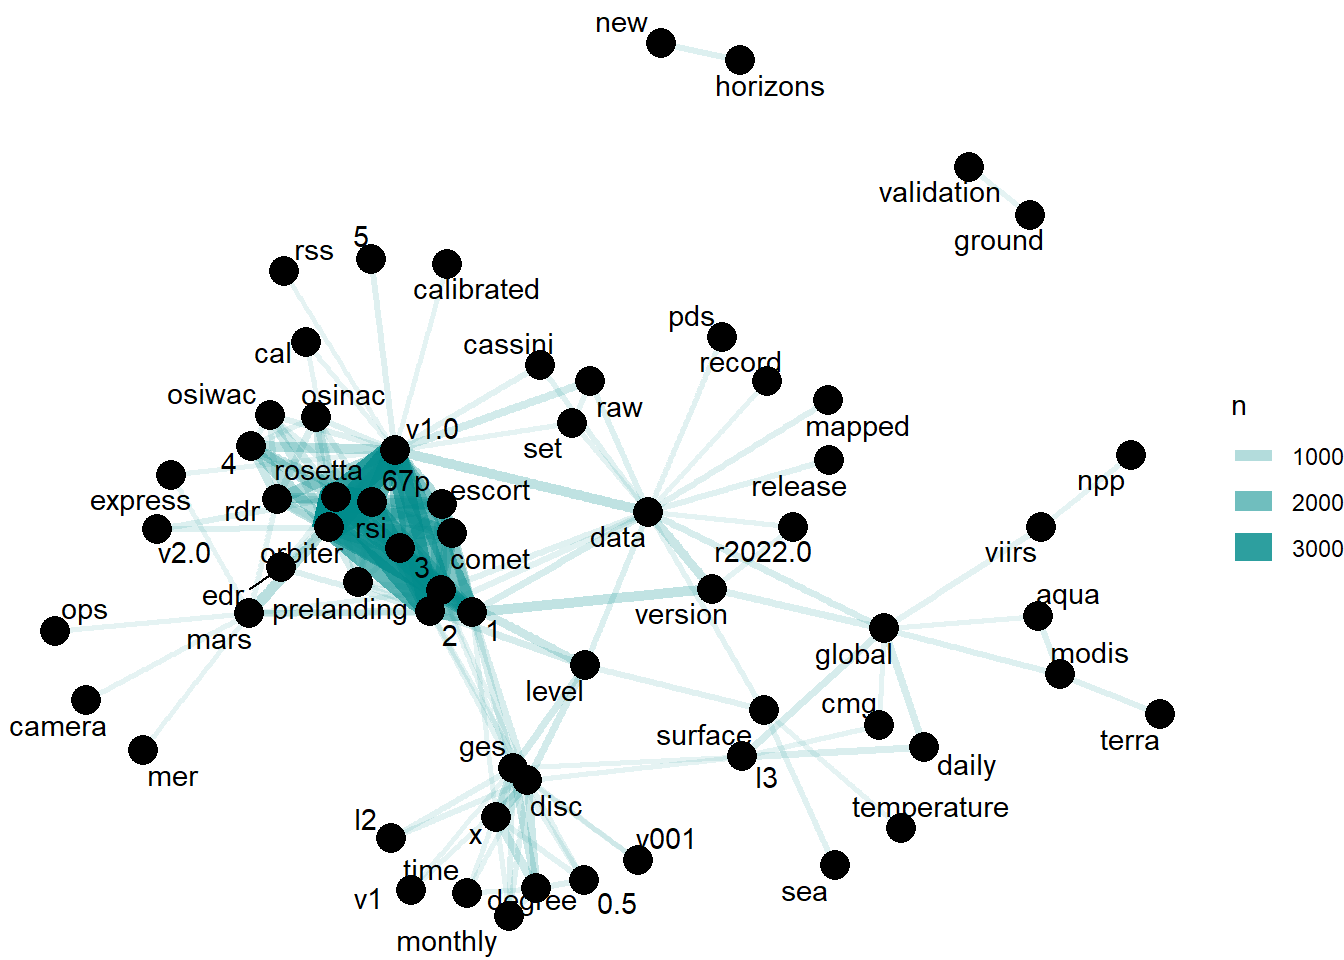 new
horizons
validation
ground
rss
5
calibrated
pds
cassini
record
cal
osiwac
osinac
raw
mapped
n
v1.0
set
1000
4
rosetta
67p
escort
release
npp
2000
express
rdr
rsi
data
r2022.0
viirs
3000
v2.0
orbiter
comet
3
edr
prelanding
version
aqua
ops
mars
2
1
global
modis
level
cmg
camera
ges
surface
terra
mer
l3
daily
disc
temperature
l2
x
v001
time
sea
v1
degree
0.5
monthly